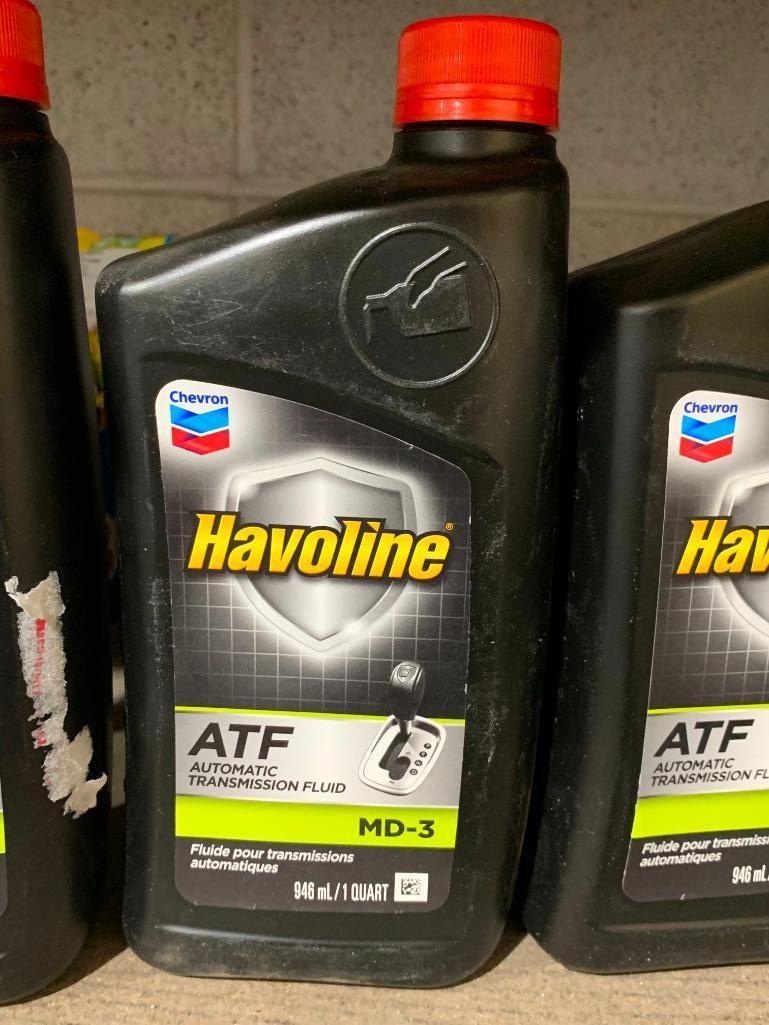 Chevron
Havoline®
ATF
AUTOMATIC
TRANSMISSION FLUID
MD-3
Fluide pour transmissions
automatiques
946 mL/1 QUART
Chevron
Hav
ATF
AUTOMATIC
TRANSMISSION FL
Fluide pour transmissi
automatiques
946 mL